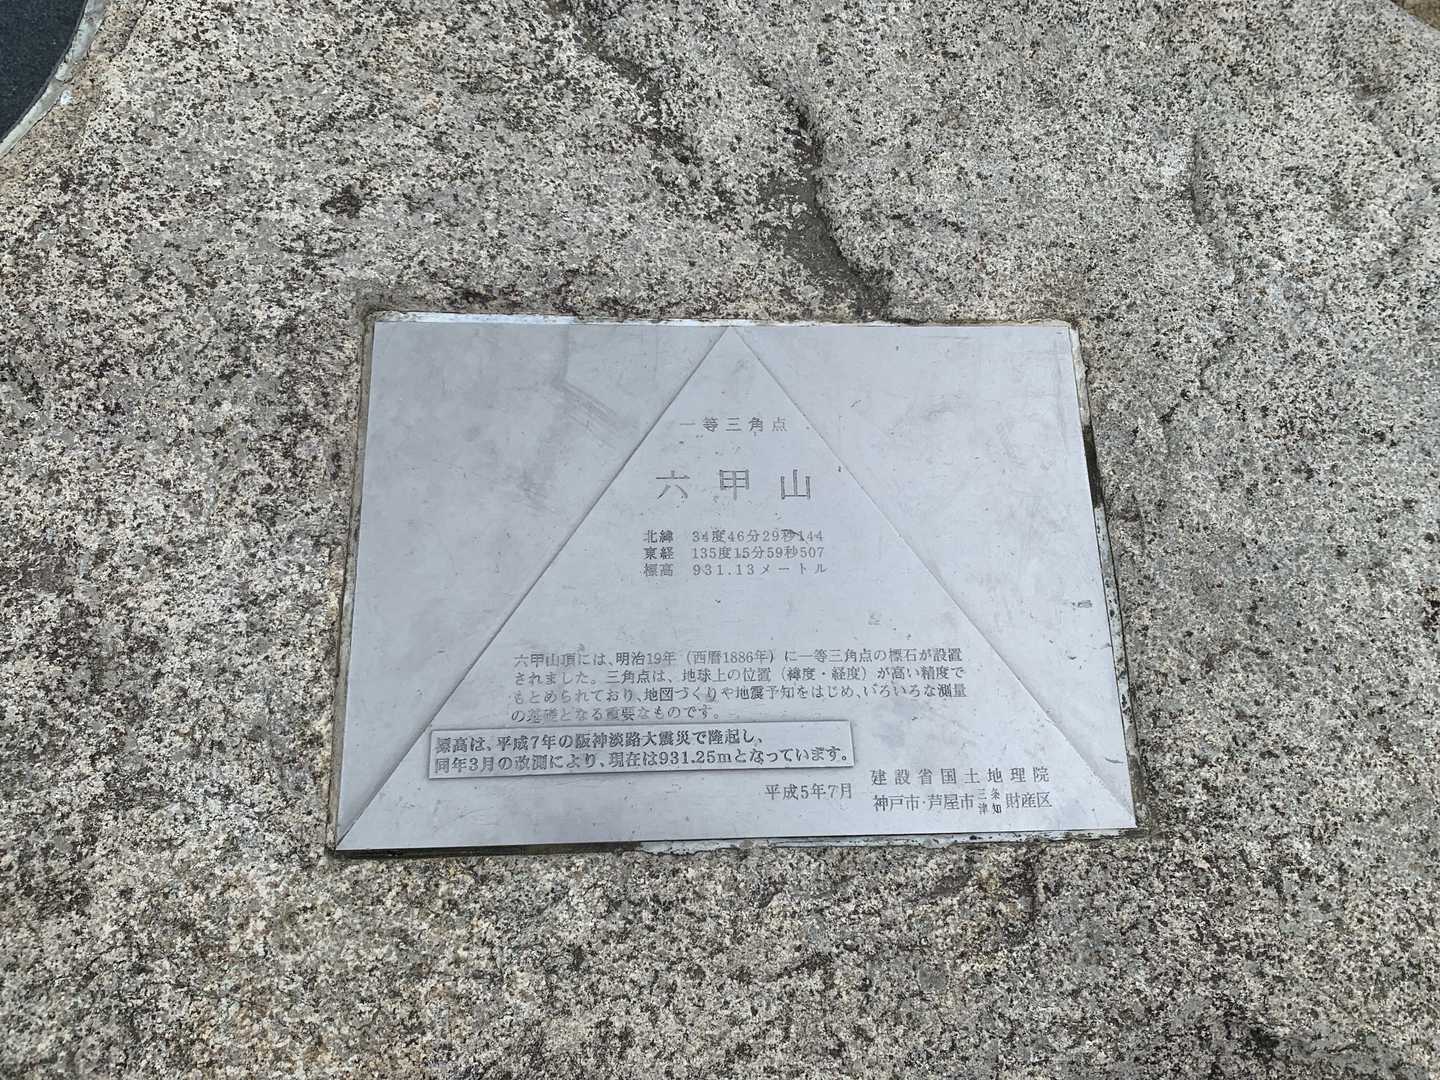 一等三角点
六甲山
北緯 34度46分29秒144
東経 135度15分59秒507
標高 931.13メートル
六甲山頂には、明治19年(西暦1886年)に一等三角点の標石が設置
されました。三角点は、地球上の位置(緯度・経度)が高い精度で
もとめられており、地図づくりや地震予知をはじめ、いろいろな測量
の基礎となる重要なものです。
標高は、平成7年の阪神淡路大震災で隆起し、
同年3月の改測により、現在は931.25mとなっています。
平成5年7月
建設省国土地理院
神戸市・芦屋市三条津知財産区